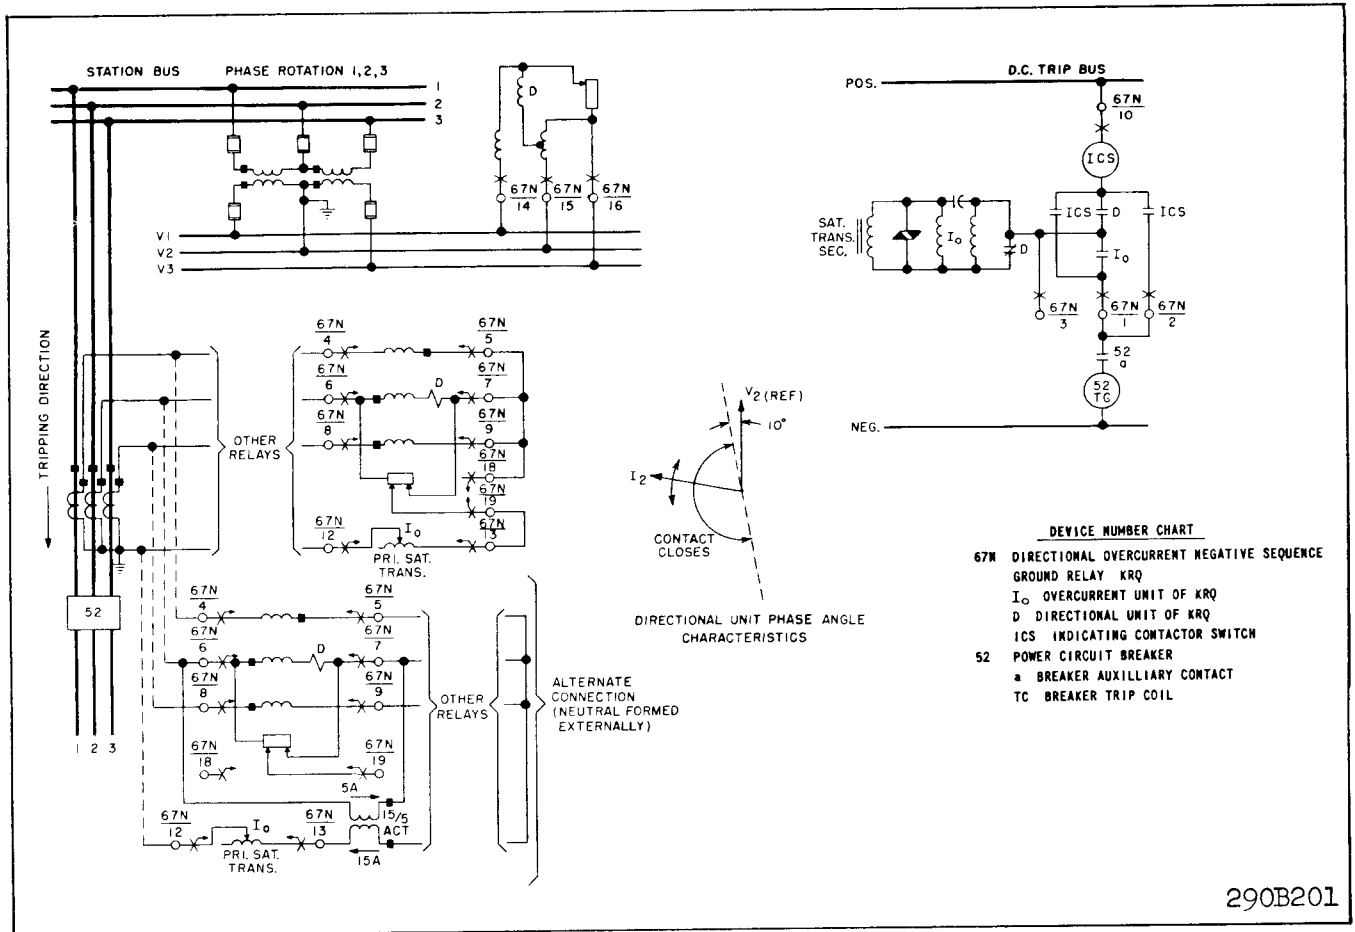 STATION BUS
PHASE ROTATION 1,2,3
1
2
3
D
67N
14
67N
15
67N
16
V1
V2
V3
D.C. TRIP BUS
POS.
67N
10
ICS
ICS
D
ICS
SAT.
TRANS.
SEC.
I₀
D
I₀
67N
3
67N
1
67N
2
52
a
52
TC
NEG.
TRIPPING DIRECTION
OTHER
RELAYS
67N
4
67N
5
67N
6
D
67N
7
67N
8
67N
9
67N
18
67N
19
67N
12
I₀
67N
13
PRI. SAT.
TRANS.
V₂ (REF)
10°
I₂
CONTACT
CLOSES
DIRECTIONAL UNIT PHASE ANGLE
CHARACTERISTICS
52
1 2 3
67N
4
67N
5
67N
6
D
67N
7
67N
8
67N
9
67N
18
67N
19
5A
15/5
ACT
15A
67N
12
I₀
67N
13
PRI. SAT.
TRANS.
OTHER
RELAYS
ALTERNATE
CONNECTION
(NEUTRAL FORMED
EXTERNALLY)
DEVICE NUMBER CHART
67N DIRECTIONAL OVERCURRENT NEGATIVE SEQUENCE
GROUND RELAY KRQ
I₀ OVERCURRENT UNIT OF KRQ
D DIRECTIONAL UNIT OF KRQ
ICS INDICATING CONTACTOR SWITCH
52 POWER CIRCUIT BREAKER
a BREAKER AUXILLIARY CONTACT
TC BREAKER TRIP COIL
290B201